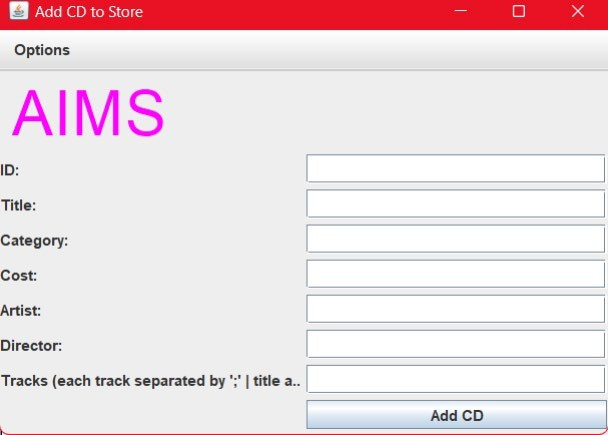 Add CD to Store
Options
AIMS
ID:
Title:
Category:
Cost:
Artist:
Director:
Tracks (each track separated by ';' | title a..
Add CD